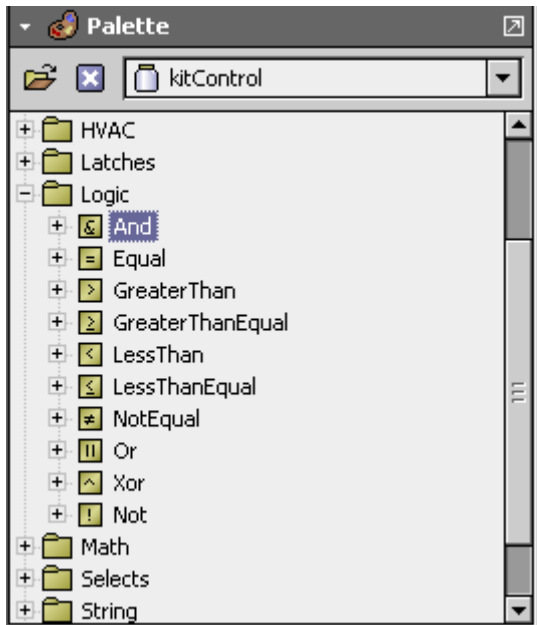 Palette
kitControl
HVAC
Latches
Logic
& And
= Equal
> GreaterThan
≥ GreaterThanEqual
< LessThan
≤ LessThanEqual
≠ NotEqual
|| Or
^ Xor
! Not
Math
Selects
String